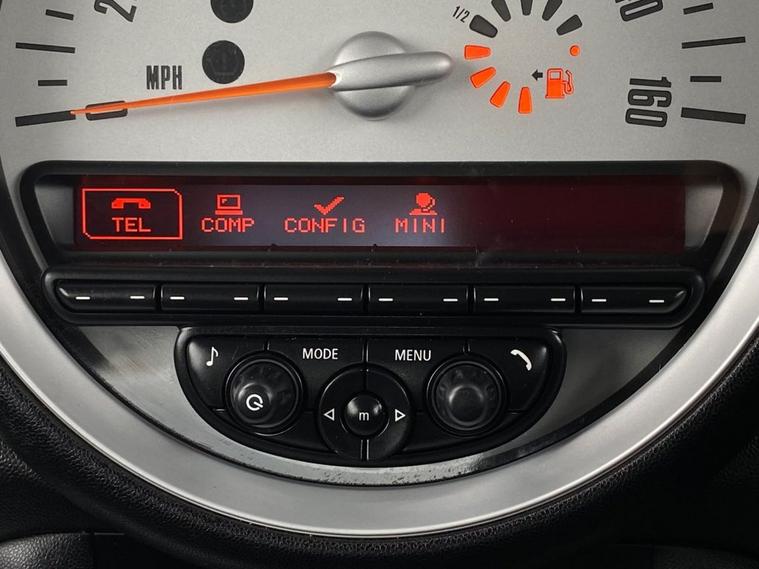 1/2
MPH
160
TEL COMP CONFIG MINI
MODE MENU
m